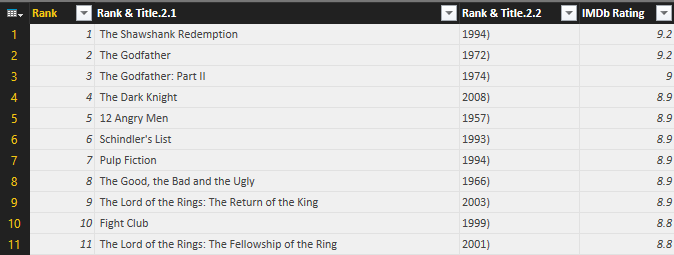 Rank Rank & Title.2.1 Rank & Title.2.2 IMDb Rating
1 1 The Shawshank Redemption 1994) 9.2
2 2 The Godfather 1972) 9.2
3 3 The Godfather: Part II 1974) 9
4 4 The Dark Knight 2008) 8.9
5 5 12 Angry Men 1957) 8.9
6 6 Schindler's List 1993) 8.9
7 7 Pulp Fiction 1994) 8.9
8 8 The Good, the Bad and the Ugly 1966) 8.9
9 9 The Lord of the Rings: The Return of the King 2003) 8.9
10 10 Fight Club 1999) 8.8
11 11 The Lord of the Rings: The Fellowship of the Ring 2001) 8.8